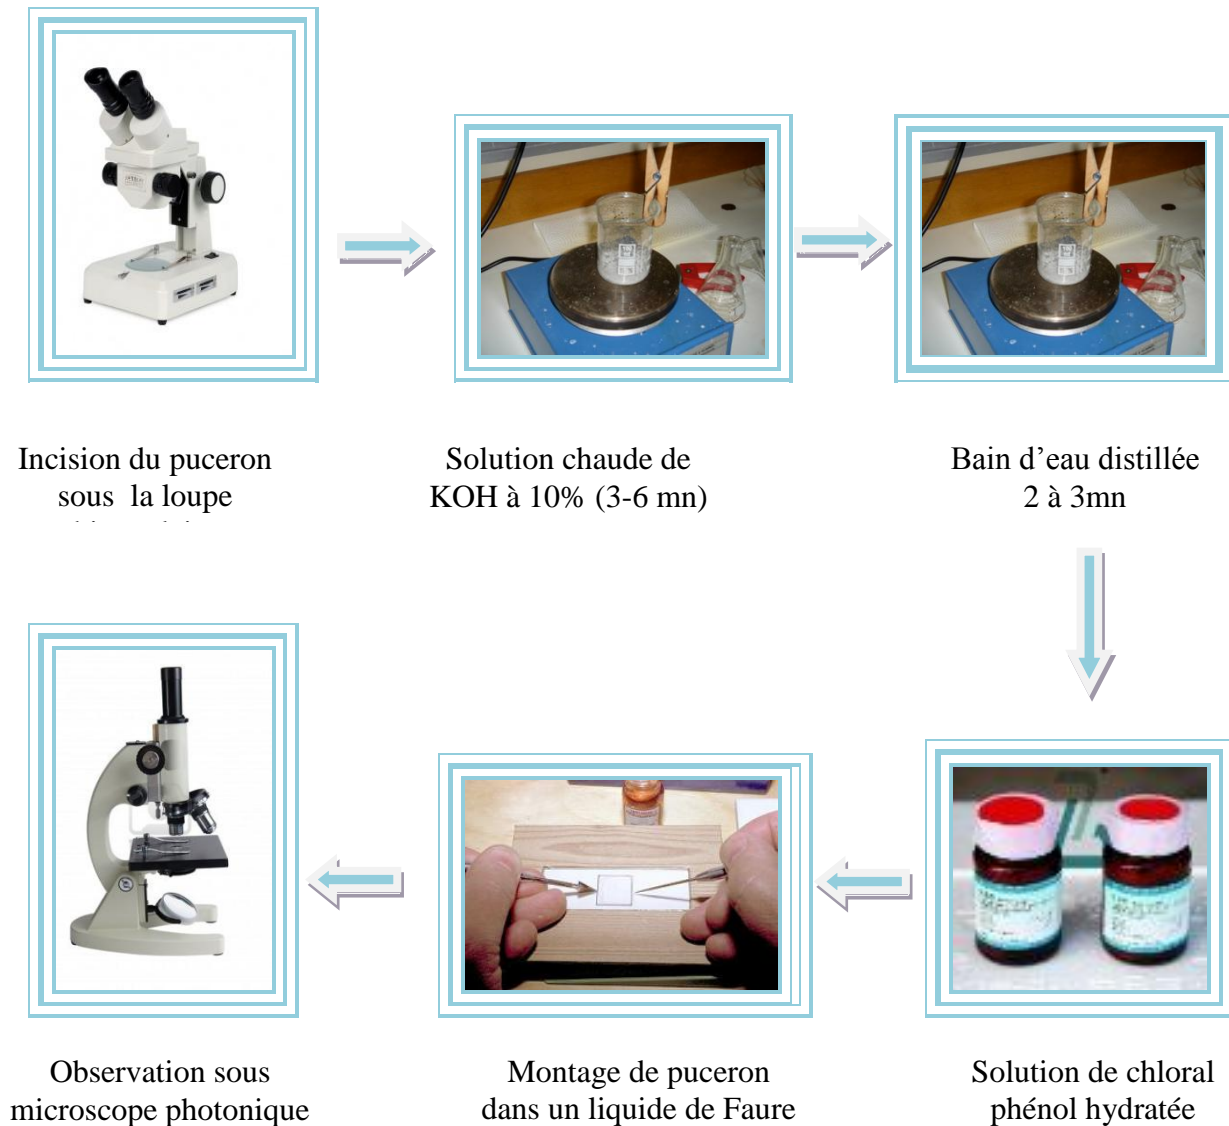 Incision du puceron
sous la loupe
Solution chaude de
KOH à 10% (3-6 mn)
Bain d’eau distillée
2 à 3mn
Observation sous
microscope photonique
Montage de puceron
dans un liquide de Faure
Solution de chloral
phénol hydratée